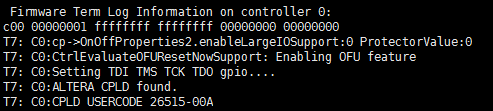 Firmware Term Log Information on controller 0:
c00 00000001 ffffffff ffffffff 00000000 00000000
T7: C0:cp->OnOffProperties2.enableLargeIOSupport:0 ProtectorValue:0
T7: C0:CtrlEvaluateOFUResetNowSupport: Enabling OFU feature
T7: C0:Setting TDI TMS TCK TDO gpio....
T7: C0:ALTERA CPLD found.
T7: C0:CPLD USERCODE 26515-00A